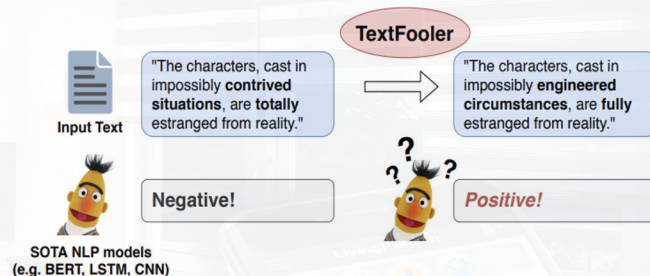 TextFooler
"The characters, cast in
impossibly contrived
situations, are totally
estranged from reality."
"The characters, cast in
impossibly engineered
circumstances, are fully
estranged from reality."
Input Text
? ? ?
Negative!
Positive!
SOTA NLP models
(e.g. BERT, LSTM, CNN)